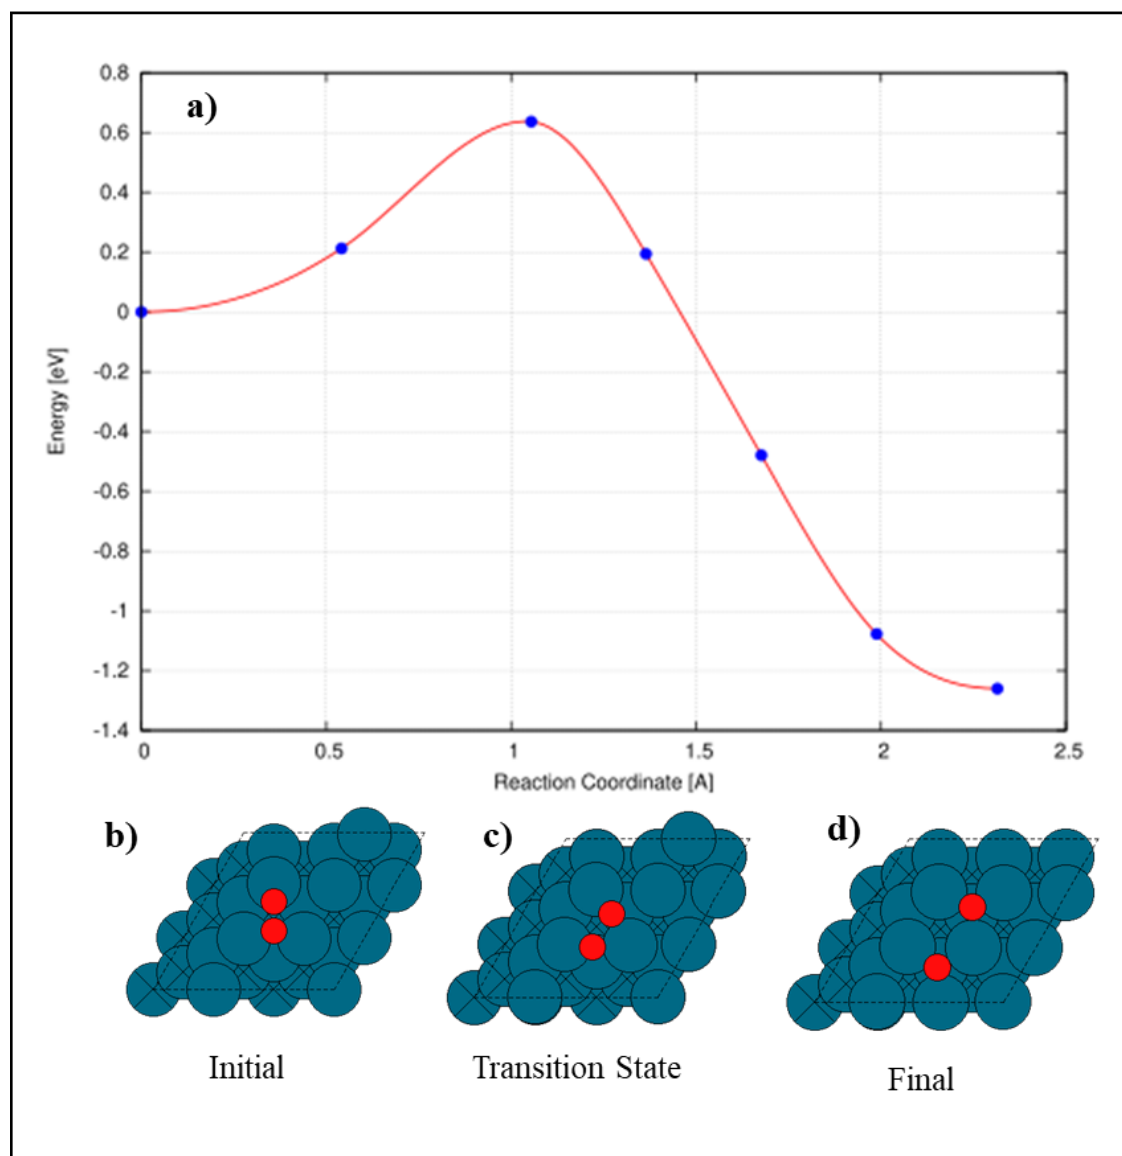 a)
0.8
0.6
0.4
0.2
0
-0.2
-0.4
-0.6
-0.8
-1
-1.2
-1.4
Energy [eV]
0 0.5 1 1.5 2 2.5
Reaction Coordinate [A]
b) c) d)
Initial Transition State Final